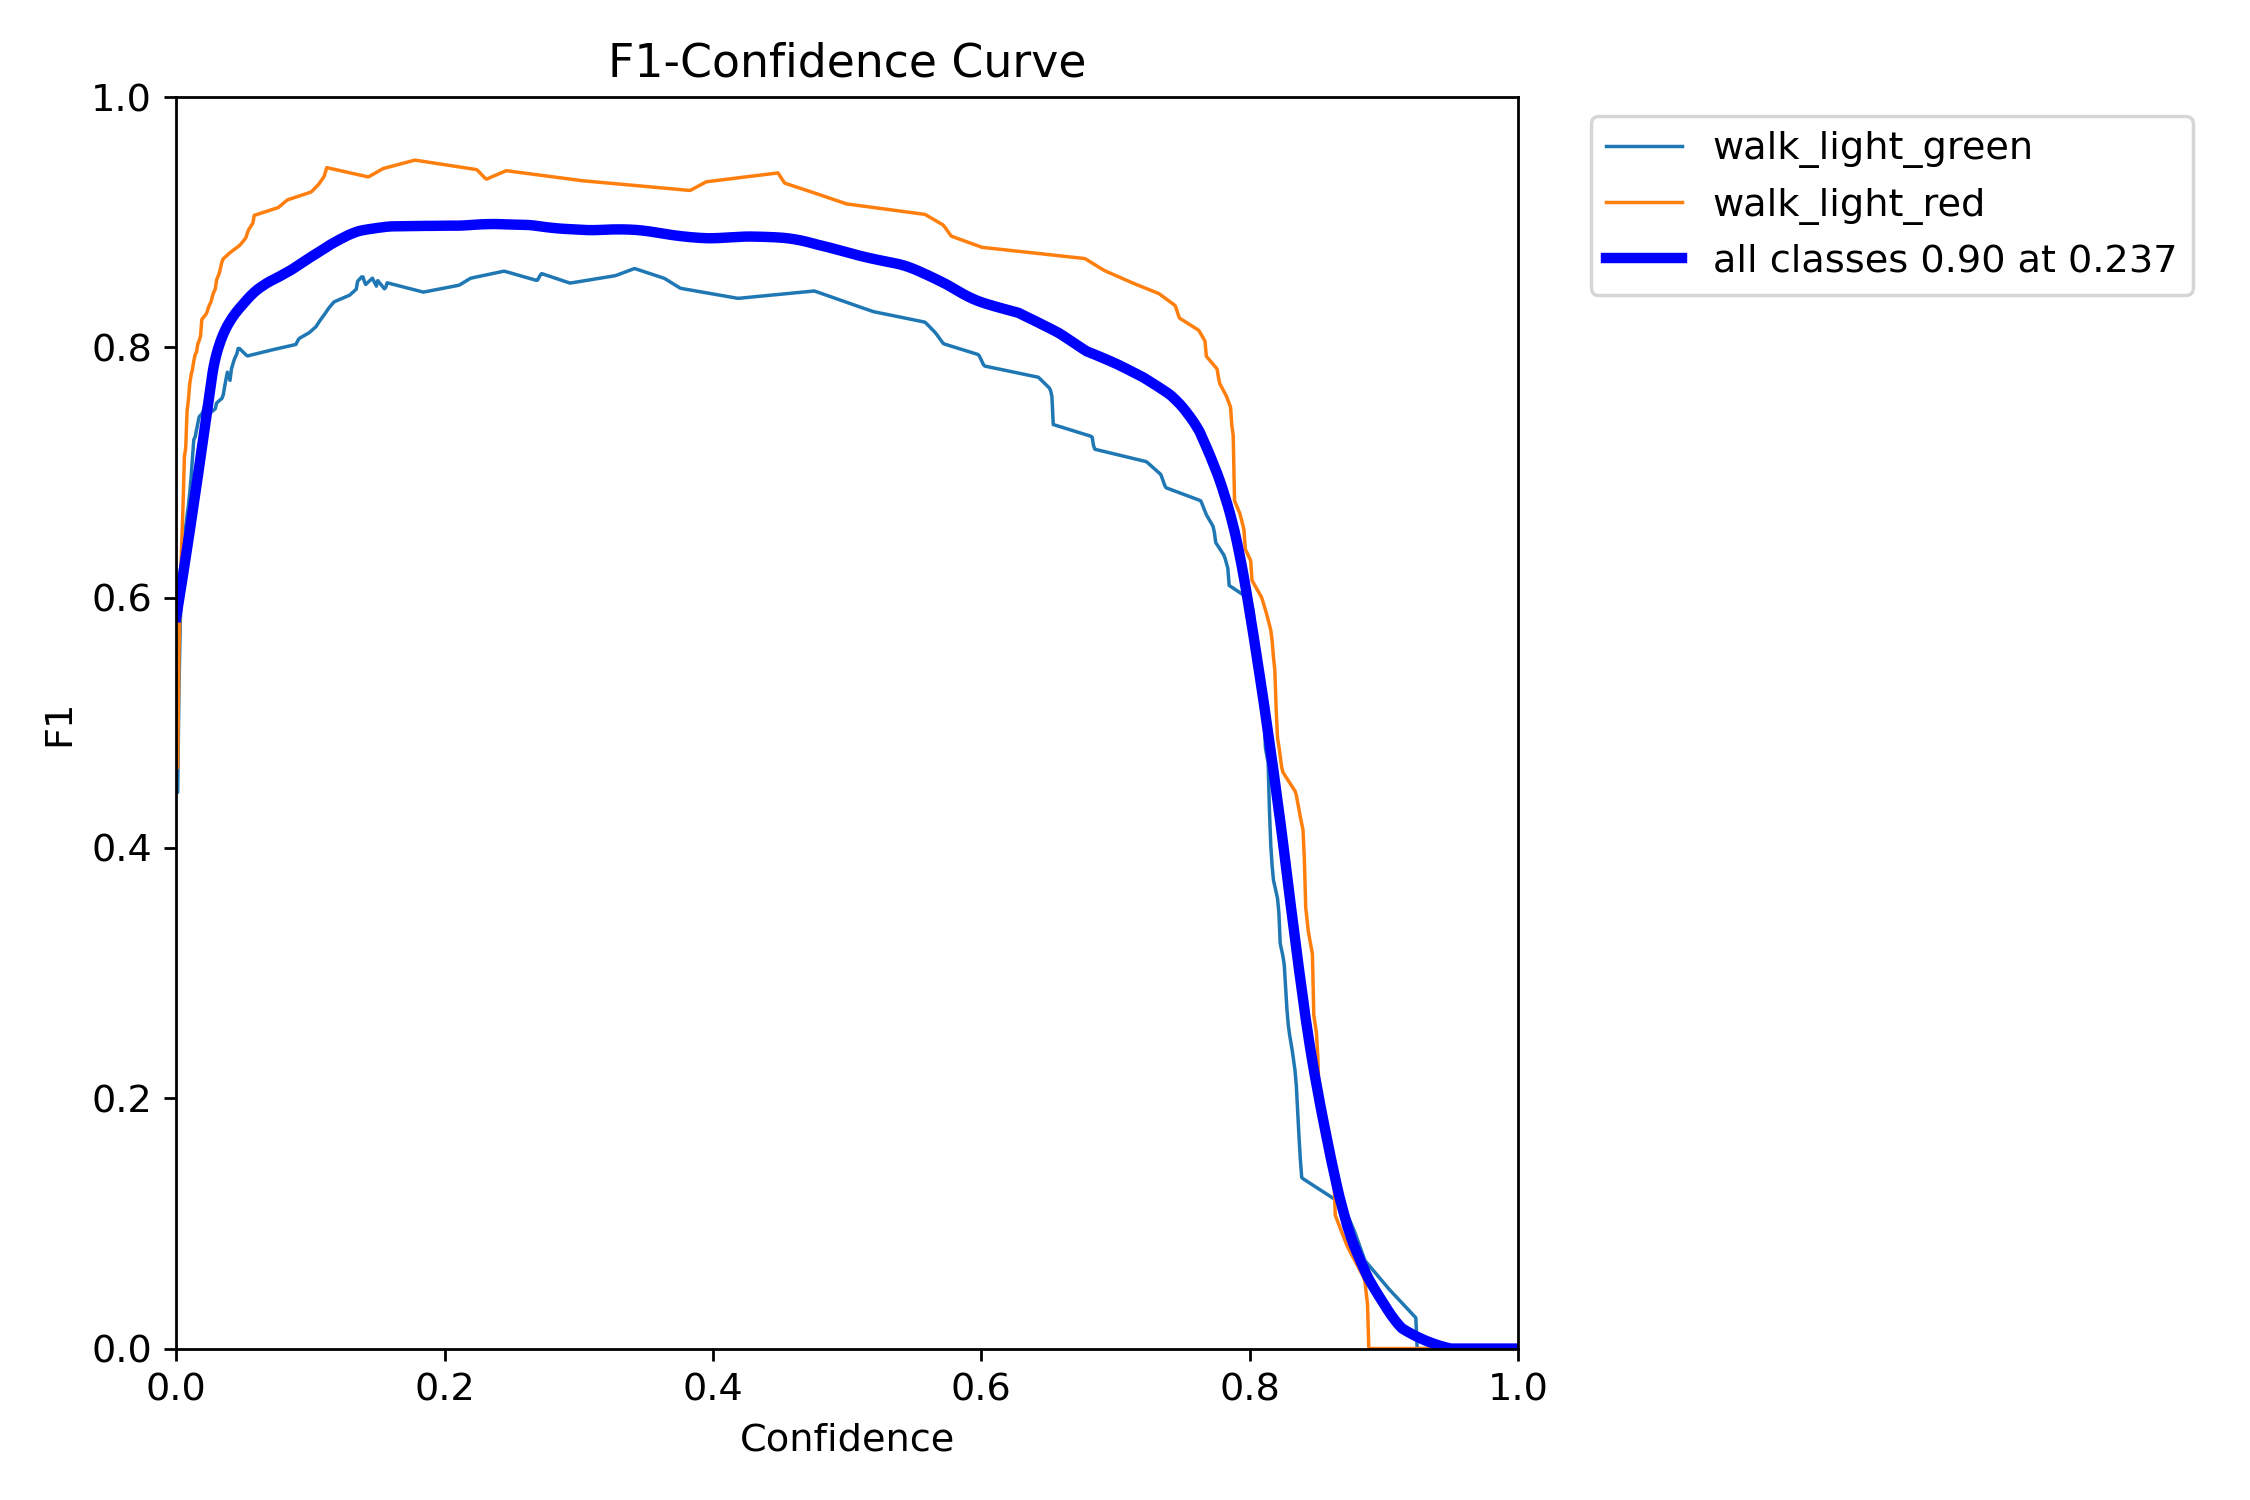 F1-Confidence Curve
1.0
0.8
0.6
0.4
0.2
0.0
F1
0.0 0.2 0.4 0.6 0.8 1.0
Confidence
walk_light_green
walk_light_red
all classes 0.90 at 0.237